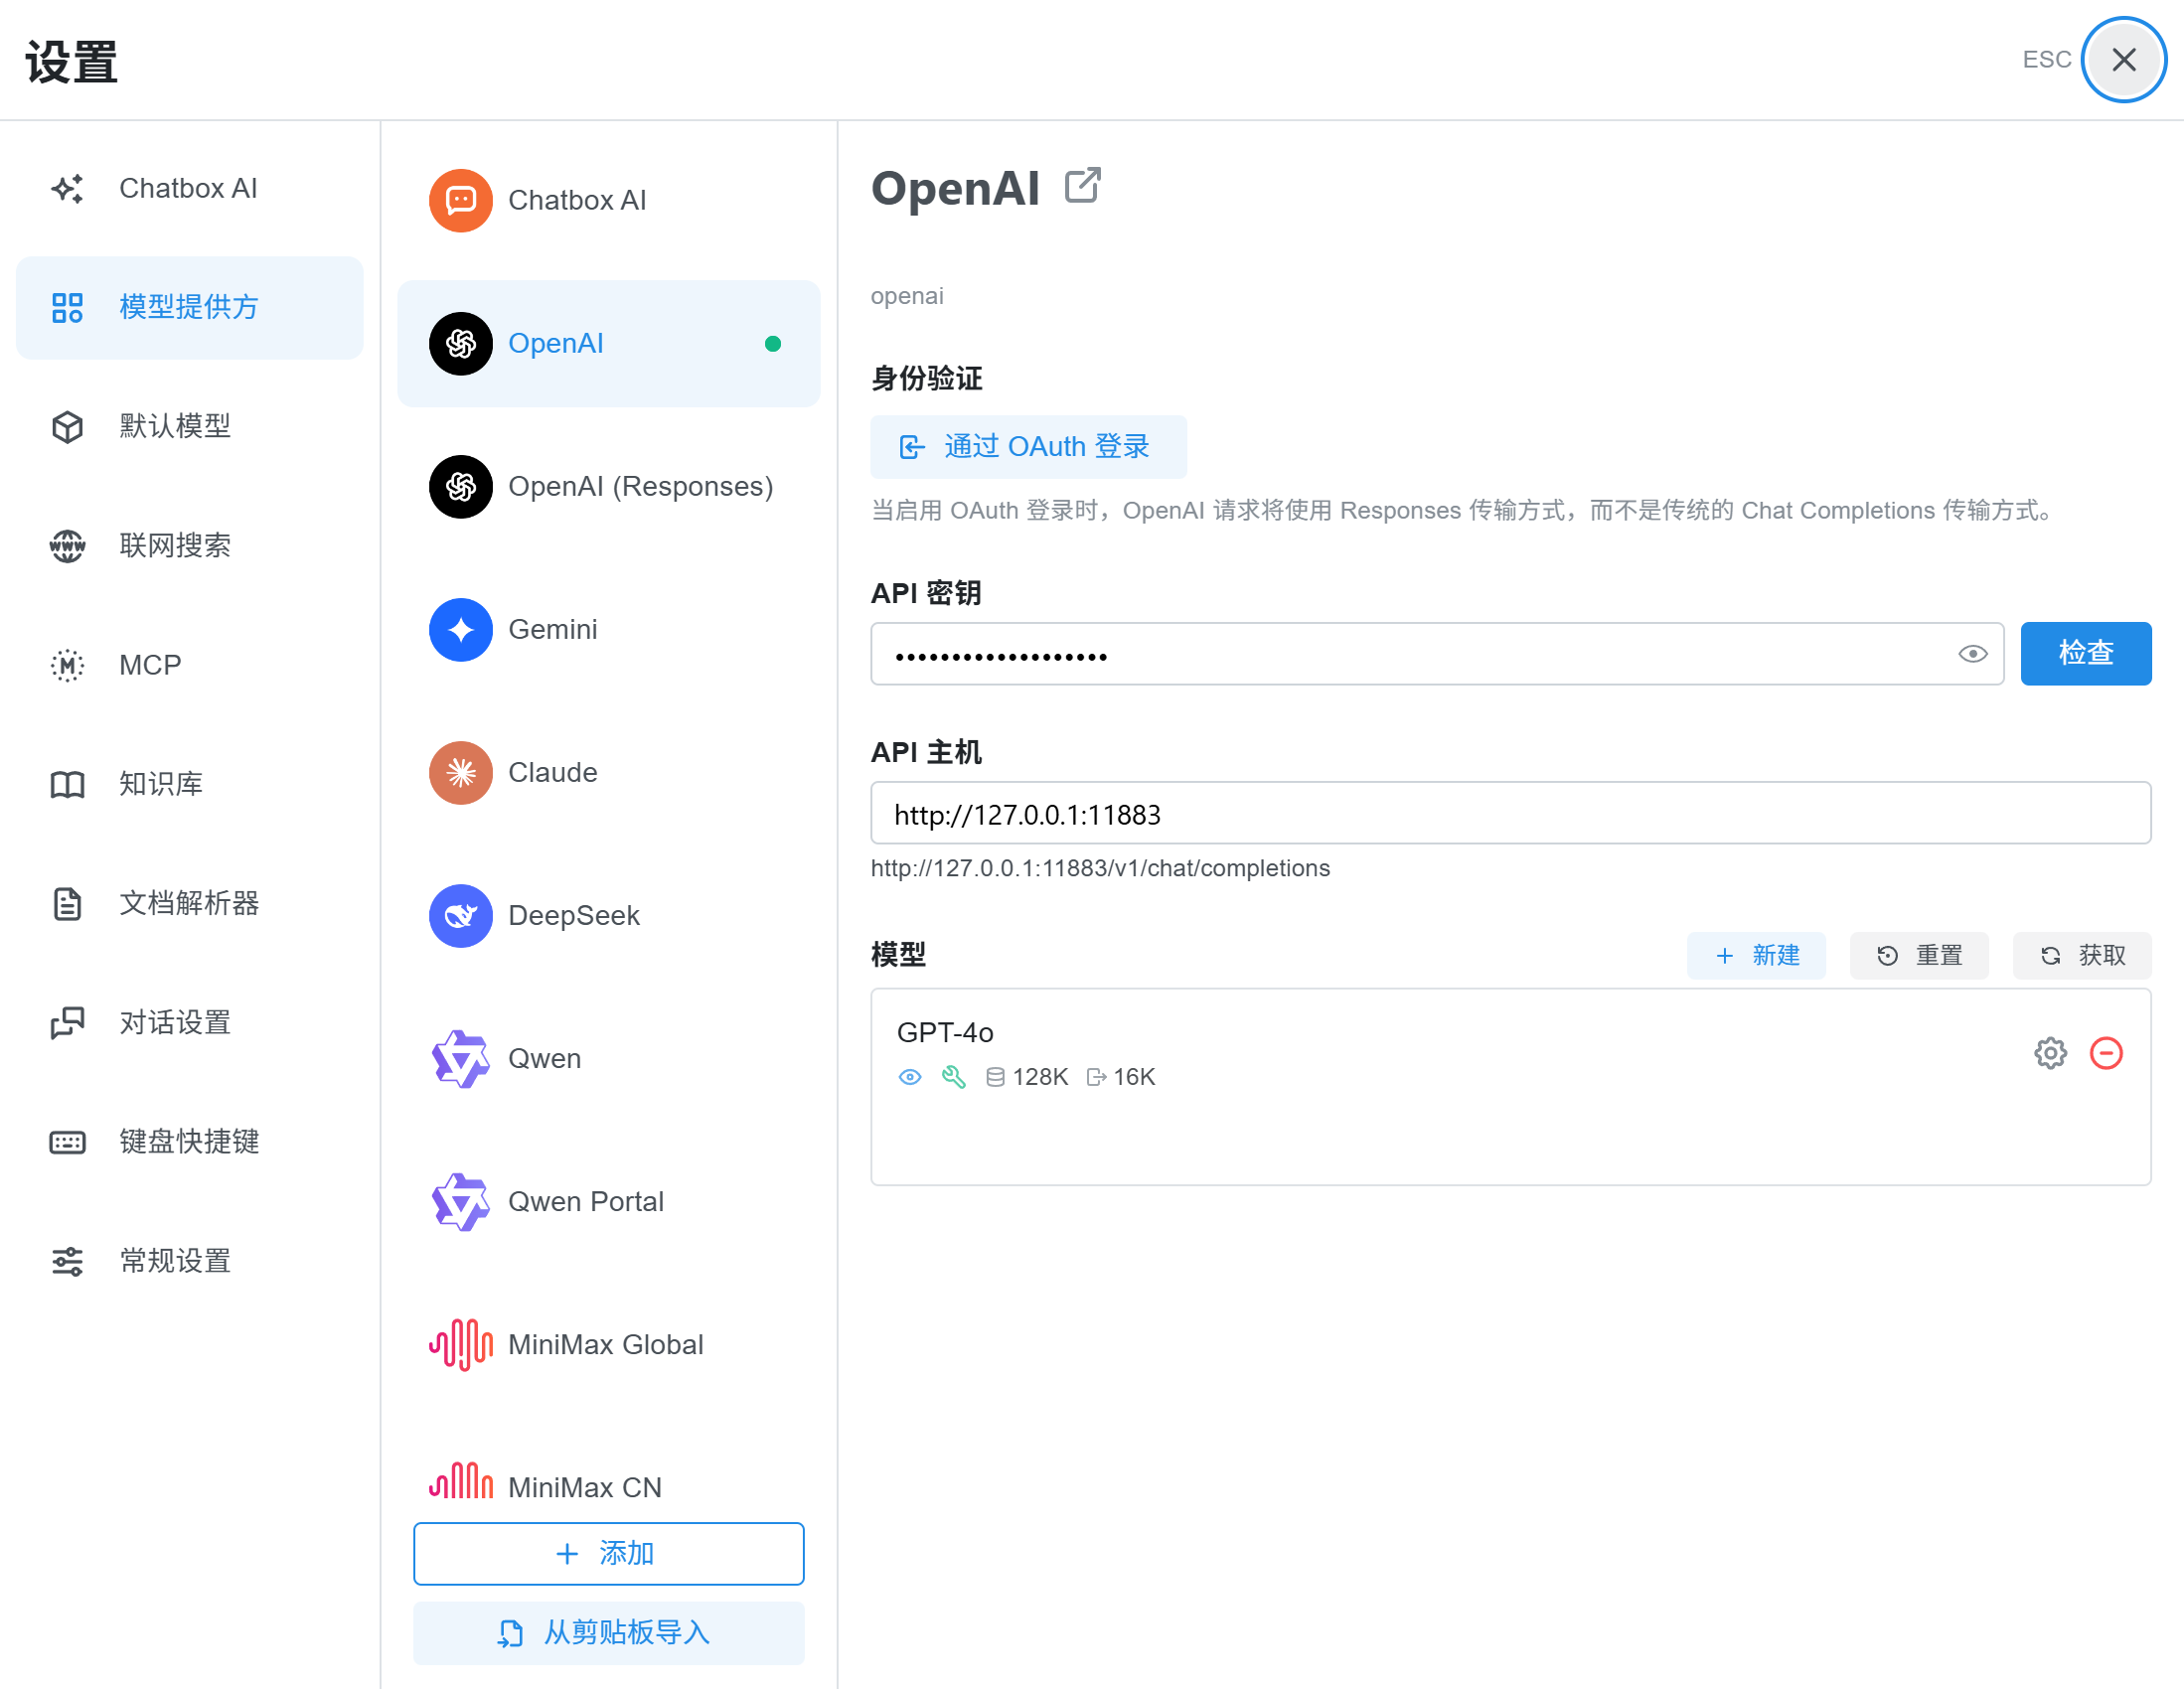 设置
ESC
Chatbox AI
模型提供方
默认模型
联网搜索
MCP
知识库
文档解析器
对话设置
键盘快捷键
常规设置
Chatbox AI
OpenAI
OpenAI (Responses)
Gemini
Claude
DeepSeek
Qwen
Qwen Portal
MiniMax Global
MiniMax CN
添加
从剪贴板导入
OpenAI
openai
身份验证
通过 OAuth 登录
当启用 OAuth 登录时，OpenAI 请求将使用 Responses 传输方式，而不是传统的 Chat Completions 传输方式。
API 密钥
•••••••••••••••••••
检查
API 主机
http://127.0.0.1:11883
http://127.0.0.1:11883/v1/chat/completions
模型
新建
重置
获取
GPT-4o
128K 16K